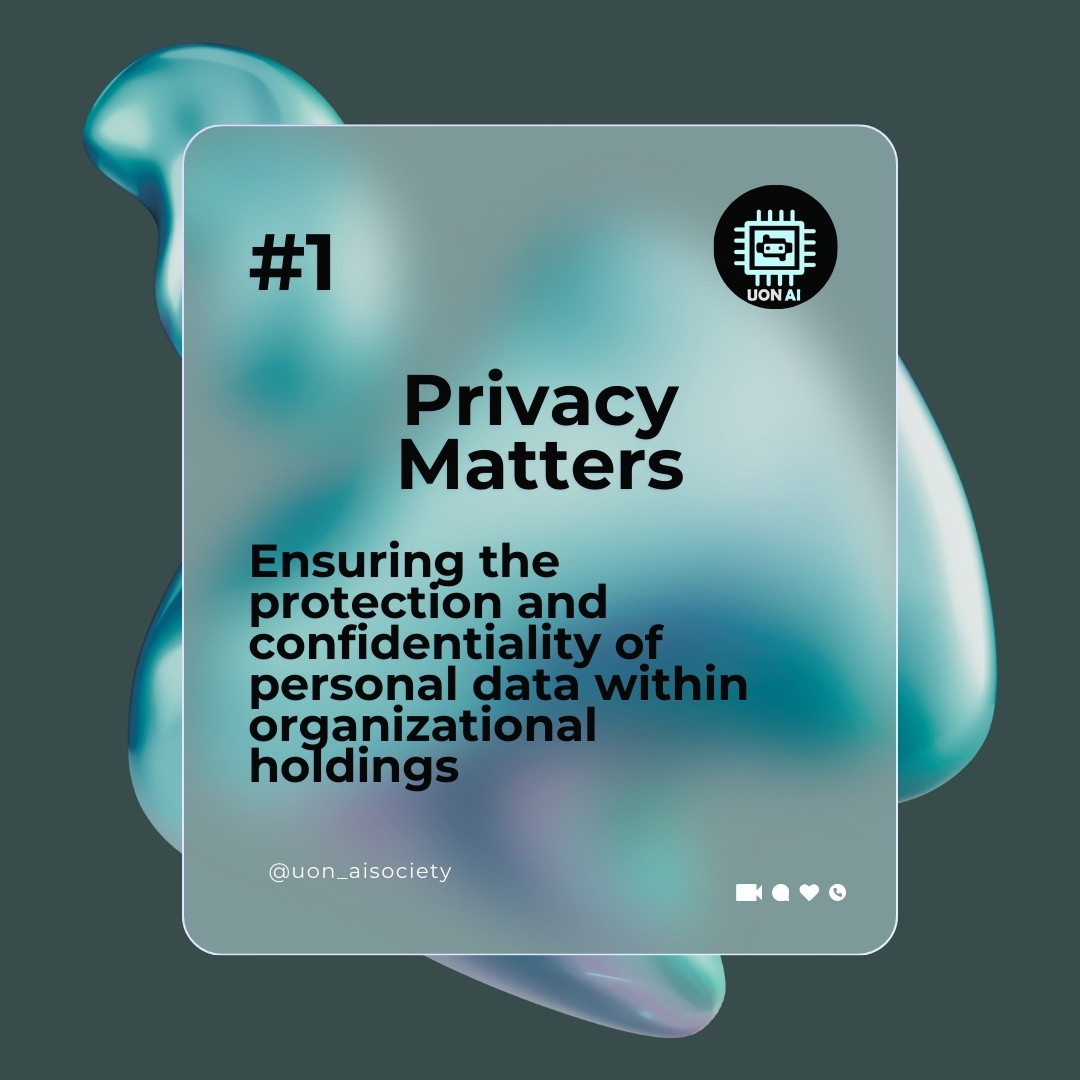 #1
UON AI
Privacy
Matters
Ensuring the
protection and
confidentiality of
personal data within
organizational
holdings
@uon_aisociety